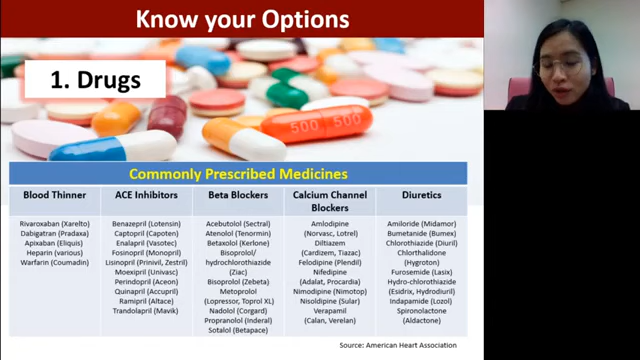 Know your Options
1. Drugs
500 500
Commonly Prescribed Medicines
Blood Thinner
Rivaroxaban (Xarelto)
Dabigatran (Pradaxa)
Apixaban (Eliquis)
Heparin (various)
Warfarin (Coumadin)
ACE Inhibitors
Benazepril (Lotensin)
Captopril (Capoten)
Enalapril (Vasotec)
Fosinopril (Monopril)
Lisinopril (Prinivil, Zestril)
Moexipril (Univasc)
Perindopril (Aceon)
Quinapril (Accupril)
Ramipril (Altace)
Trandolapril (Mavik)
Beta Blockers
Acebutolol (Sectral)
Atenolol (Tenormin)
Betaxolol (Kerlone)
Bisoprolol/
hydrochlorothiazide
(Ziac)
Bisoprolol (Zebeta)
Metoprolol
(Lopressor, Toprol XL)
Nadolol (Corgard)
Propranolol (Inderal)
Sotalol (Betapace)
Calcium Channel
Blockers
Amlodipine
(Norvasc, Lotrel)
Diltiazem
(Cardizem, Tiazac)
Felodipine (Plendil)
Nifedipine
(Adalat, Procardia)
Nimodipine (Nimotop)
Nisoldipine (Sular)
Verapamil
(Calan, Verelan)
Diuretics
Amiloride (Midamor)
Bumetanide (Bumex)
Chlorothiazide (Diuril)
Chlorthalidone
(Hygroton)
Furosemide (Lasix)
Hydro-chlorothiazide
(Esidrix, Hydrodiuril)
Indapamide (Lozol)
Spironolactone
(Aldactone)
Source: American Heart Association